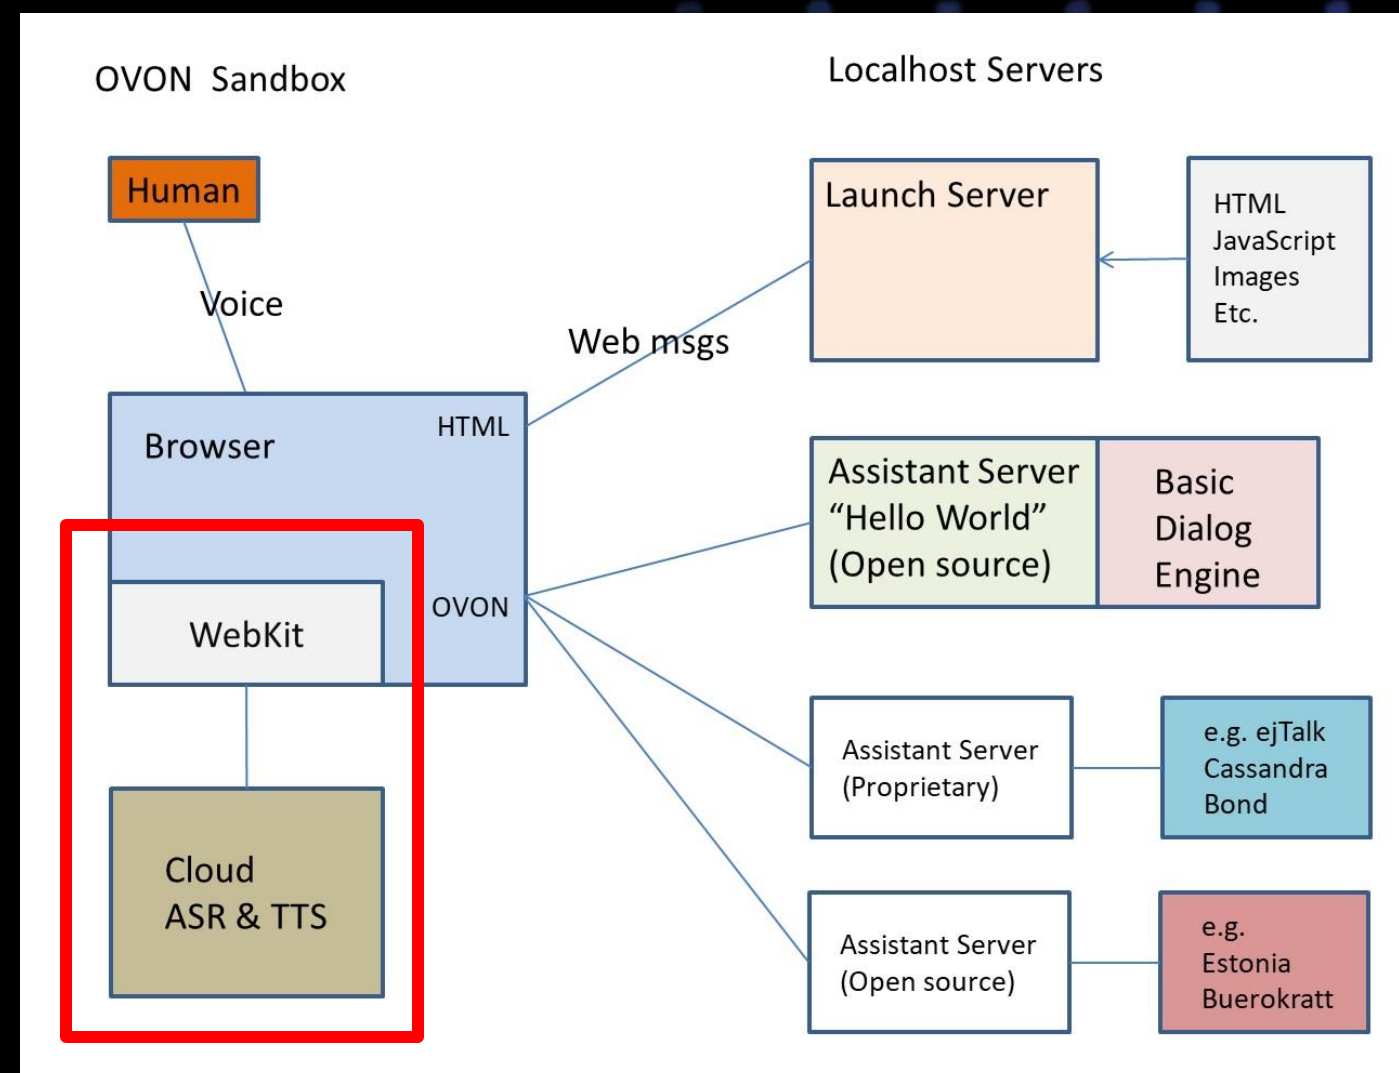 OVON Sandbox
Localhost Servers
Human
Voice
Web msgs
Launch Server
HTML
JavaScript
Images
Etc.
Browser
HTML
OVON
WebKit
Cloud
ASR & TTS
Assistant Server
“Hello World”
(Open source)
Basic
Dialog
Engine
Assistant Server
(Proprietary)
e.g. ejTalk
Cassandra
Bond
Assistant Server
(Open source)
e.g.
Estonia
Buerokratt